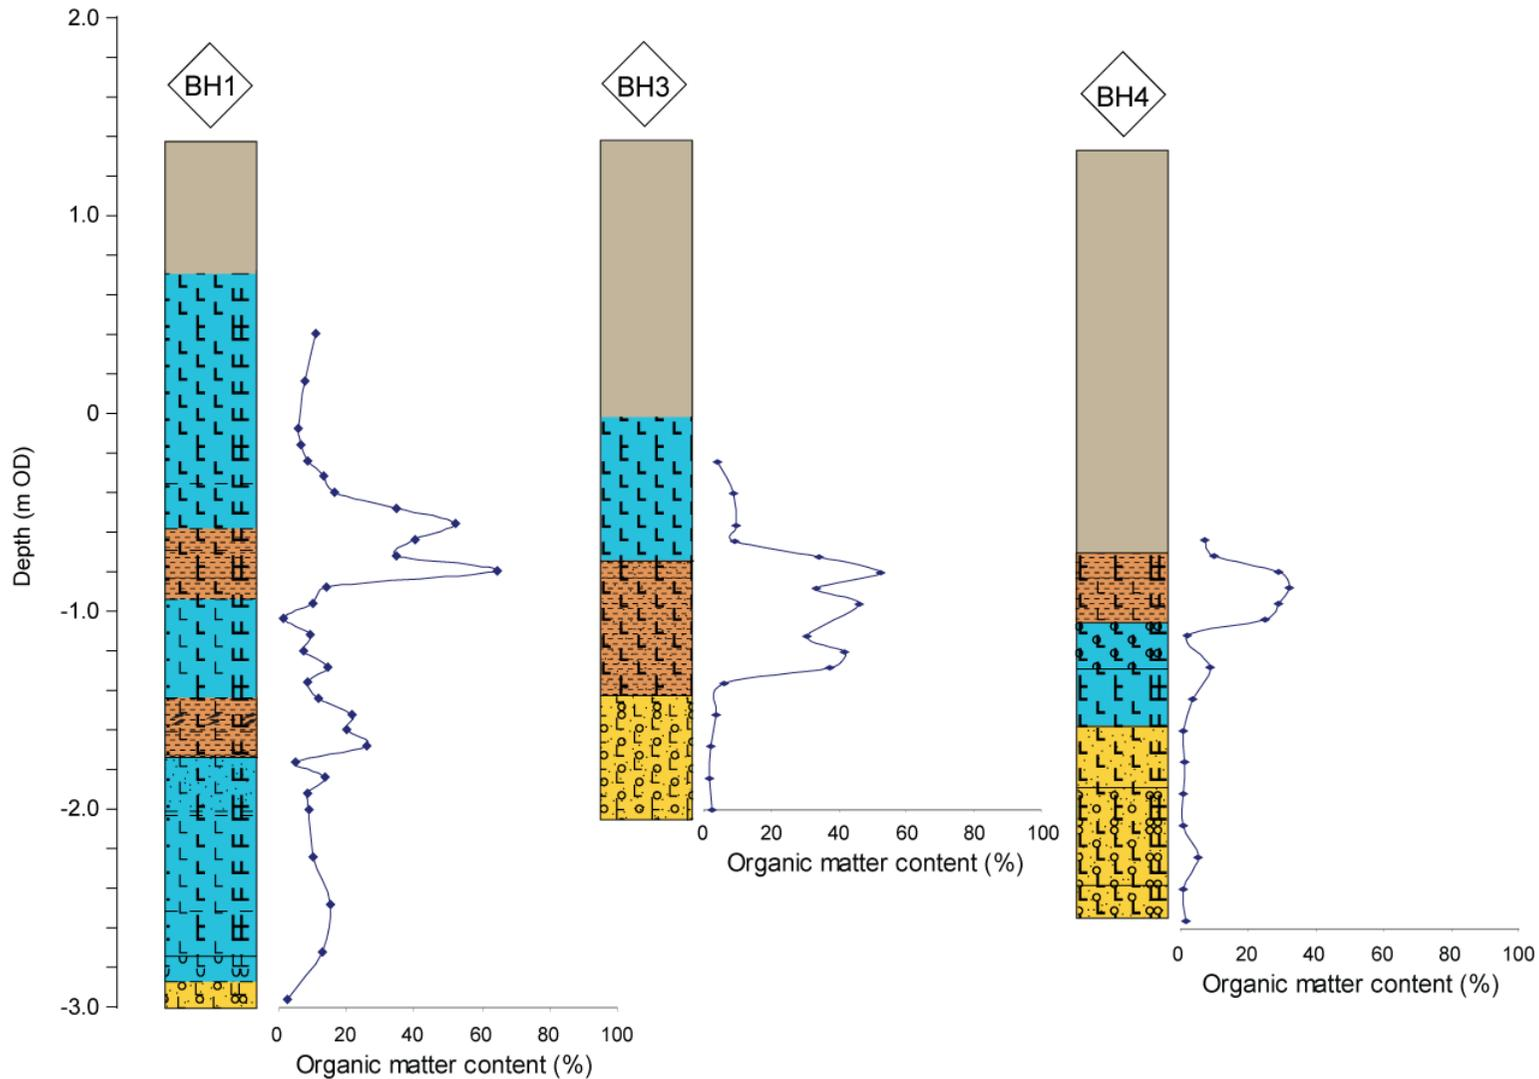 2.0
BH1
BH3
BH4
1.0
0
Depth (m OD)
-1.0
-2.0
0 20 40 60 80 100
Organic matter content (%)
0 20 40 60 80 100
Organic matter content (%)
-3.0
0 20 40 60 80 100
Organic matter content (%)